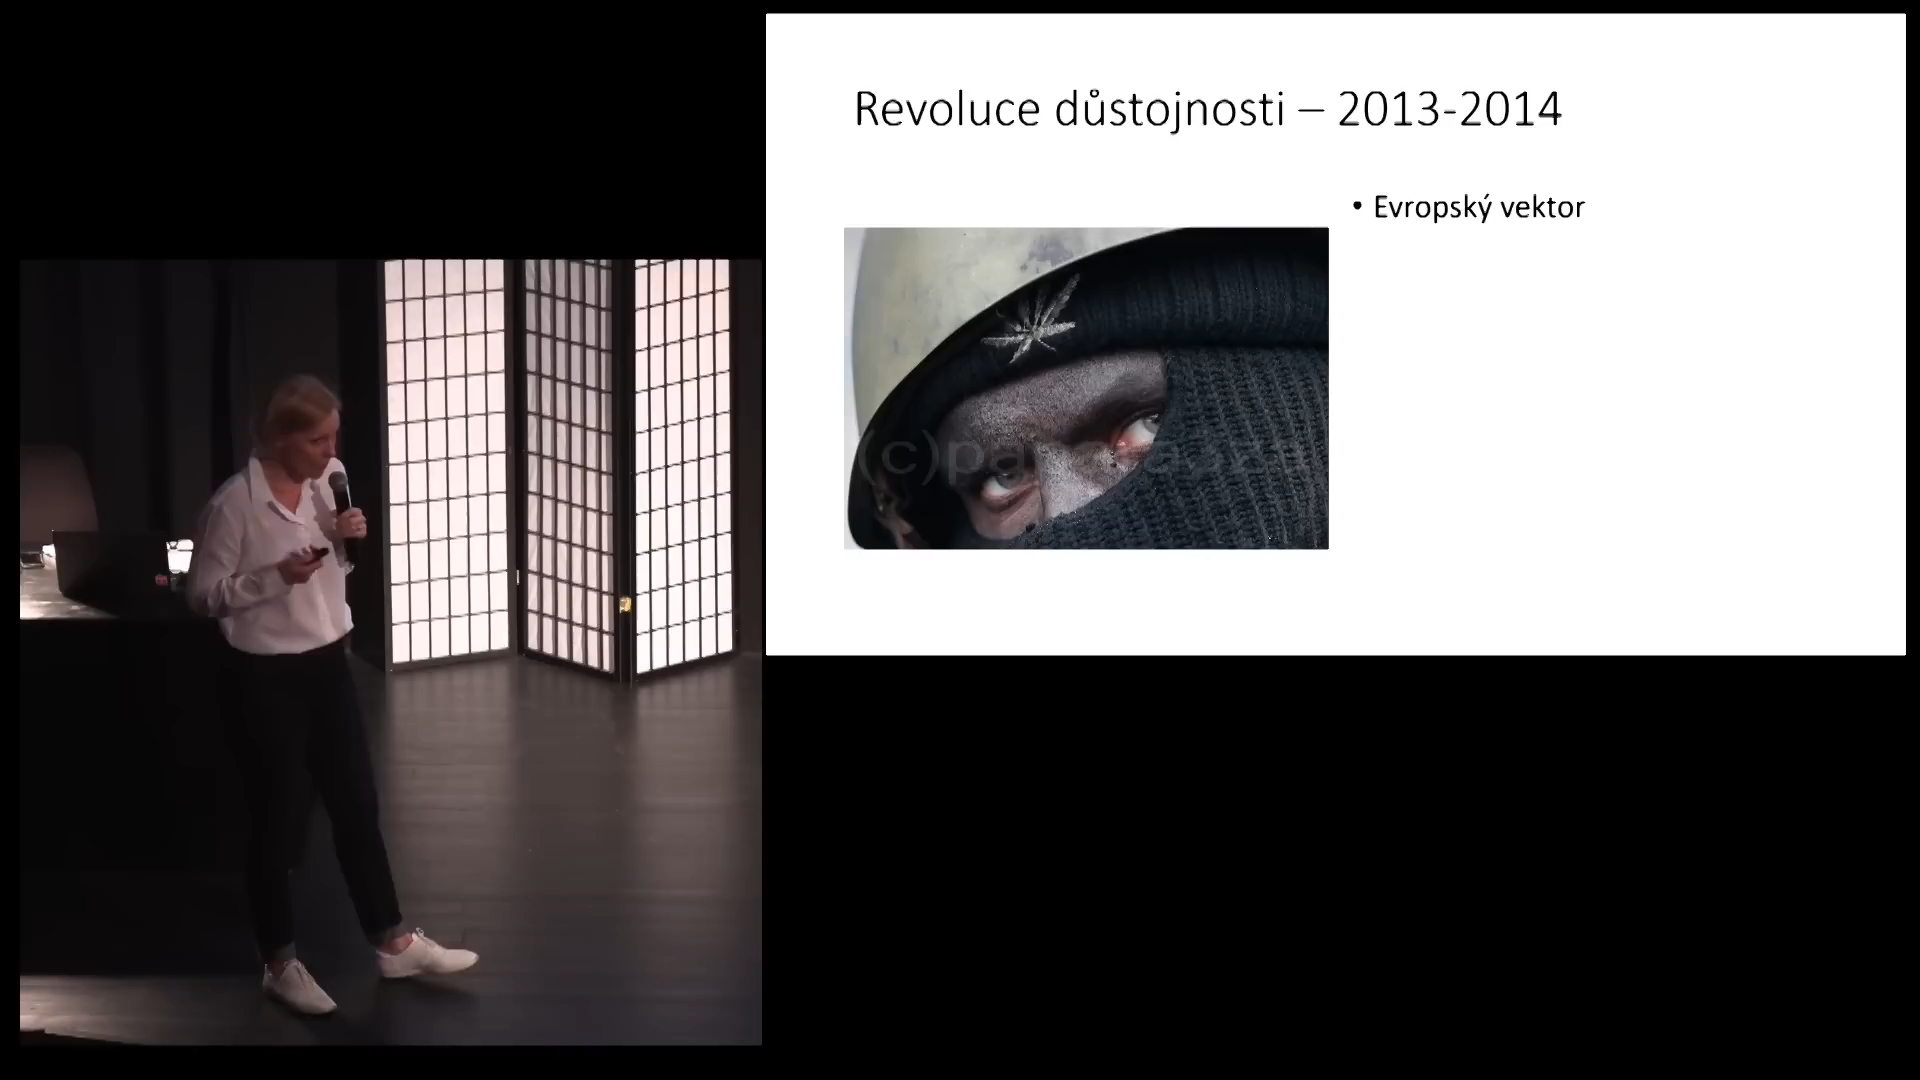 Revoluce důstojnosti – 2013-2014
• Evropský vektor